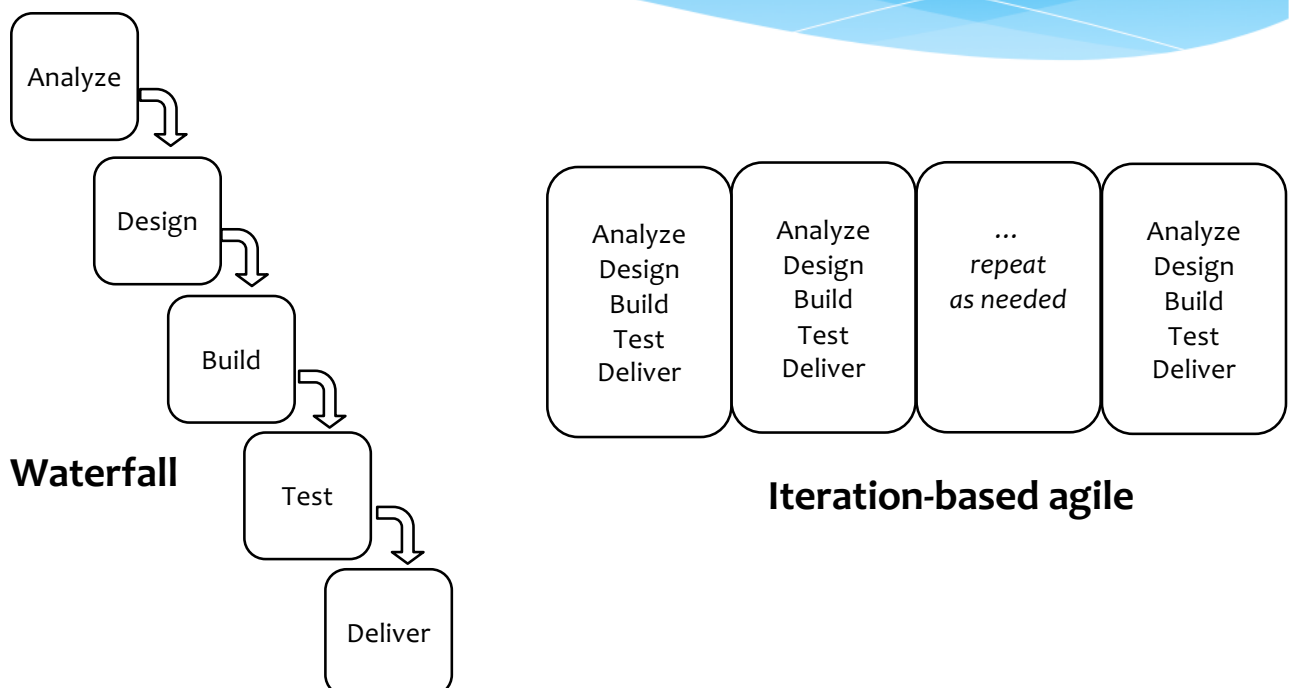 Analyze
Design
Build
Test
Deliver
Waterfall
Analyze
Design
Build
Test
Deliver
Analyze
Design
Build
Test
Deliver
...
repeat
as needed
Analyze
Design
Build
Test
Deliver
Iteration-based agile